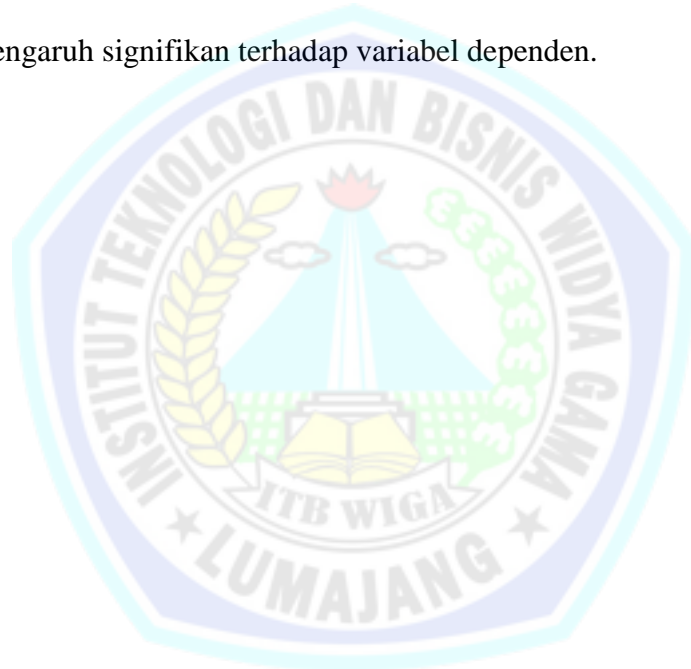 engaruh signifikan terhadap variabel dependen.
INSTITUT TEKNOLOGI DAN BISNIS WIDYA GAMA
ITB WIGA
LUMAJANG